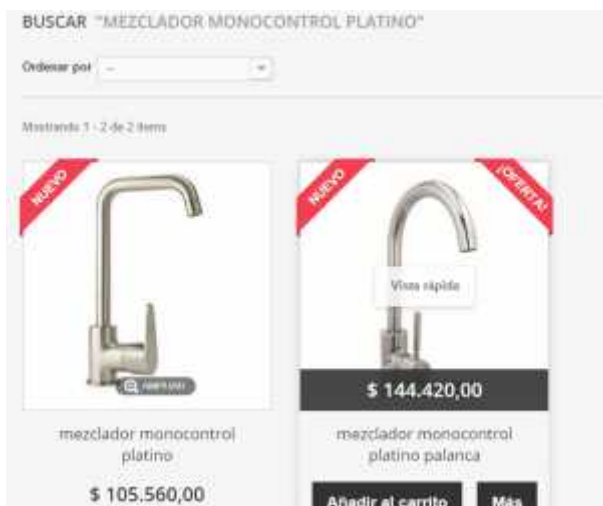 BUSCAR "MEZCLADOR MONOCONTROL PLATINO"
Ordenar por --
Mostrando 1 - 2 de 2 items
NUEVO
NUEVO
¡OFERTA!
Vista rápida
$ 144.420,00
mezclador monocontrol
platino
mezclador monocontrol
platino palanca
$ 105.560,00
Añadir al carrito
Más